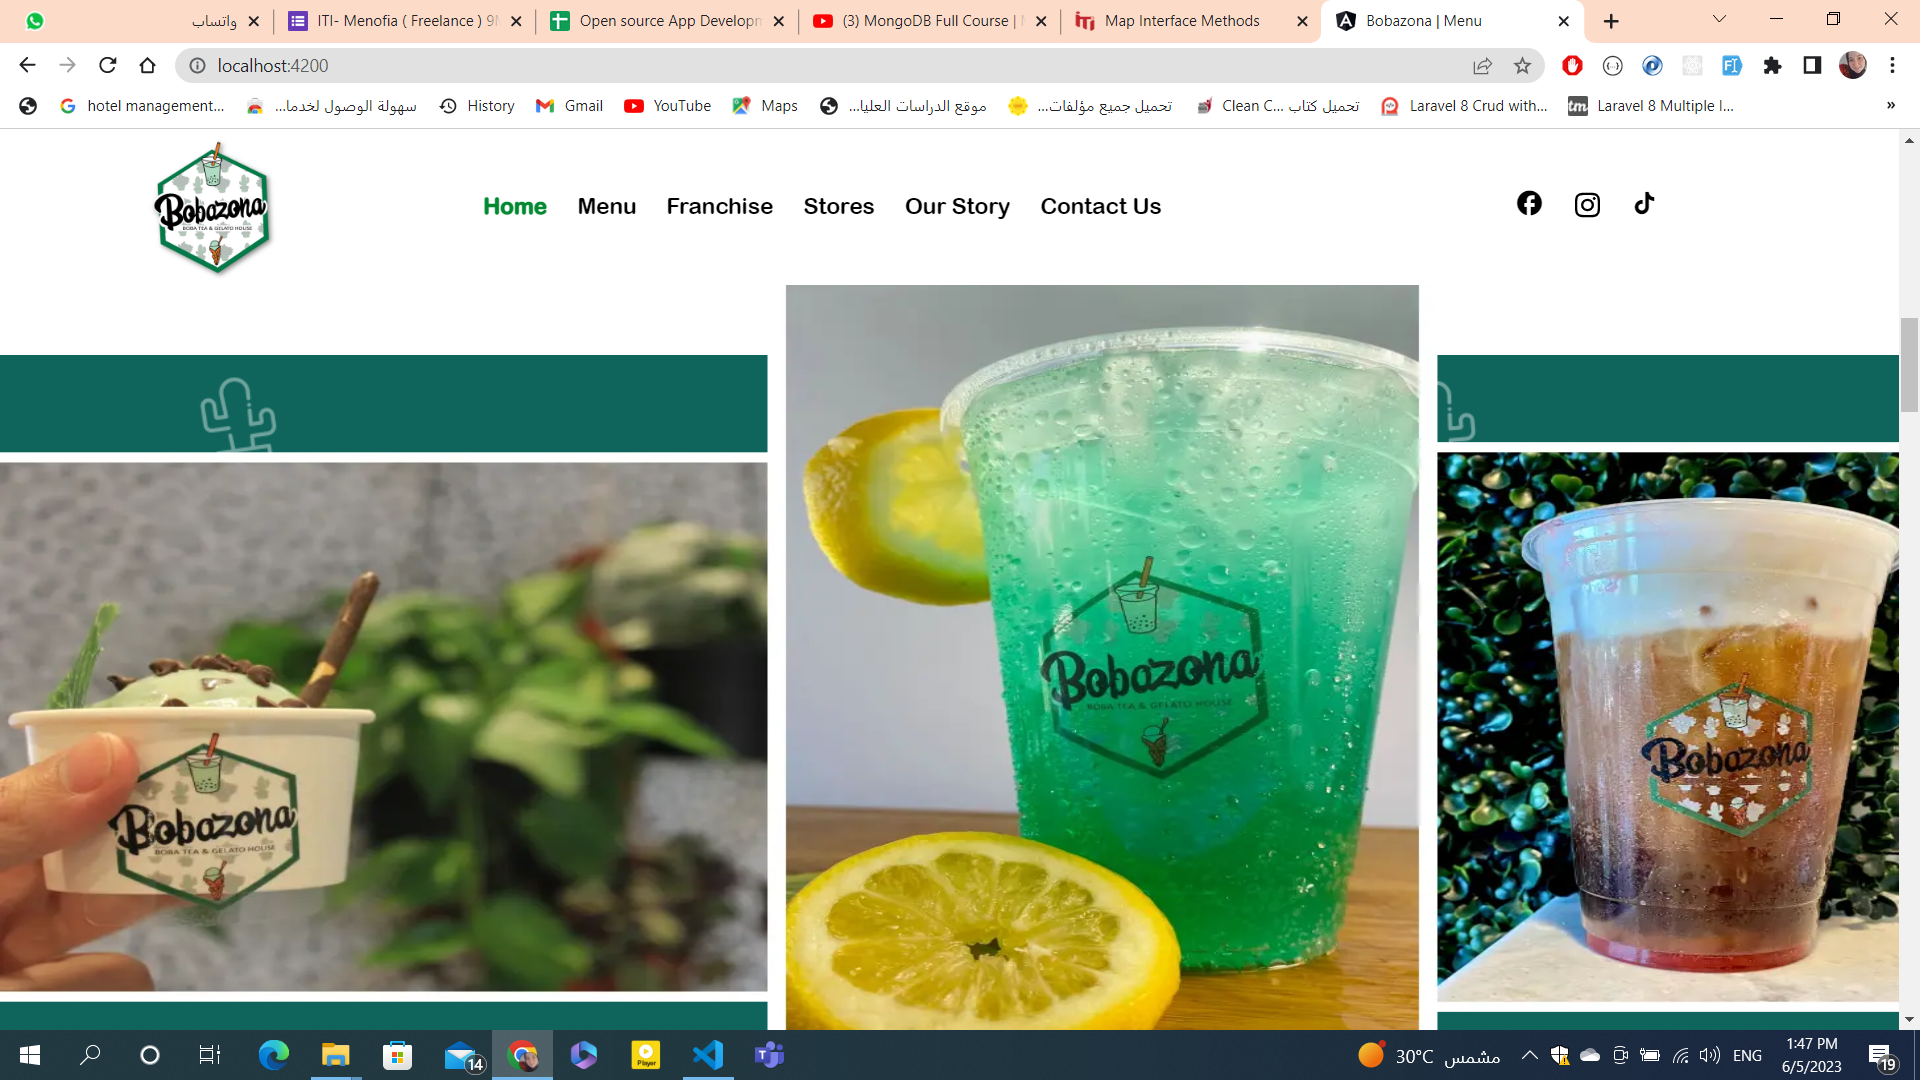 واتساب
ITI- Menofia ( Freelance ) 9
Open source App Develop
(3) MongoDB Full Course |
Map Interface Methods
Bobazona | Menu
localhost:4200
hotel management...
سهولة الوصول لخدما...
History
Gmail
YouTube
Maps
موقع الدراسات العليا...
تحميل جميع مؤلفات...
تحميل كتاب Clean C...
Laravel 8 Crud with...
tm
Laravel 8 Multiple I...
»
Bobazona
BOBA TEA & GELATO HOUSE
Home
Menu
Franchise
Stores
Our Story
Contact Us
Bobazona
BOBA TEA & GELATO HOUSE
Bobazona
BOBA TEA & GELATO HOUSE
Bobazona
14
Player
30°C مشمس
ENG
1:47 PM
6/5/2023
19